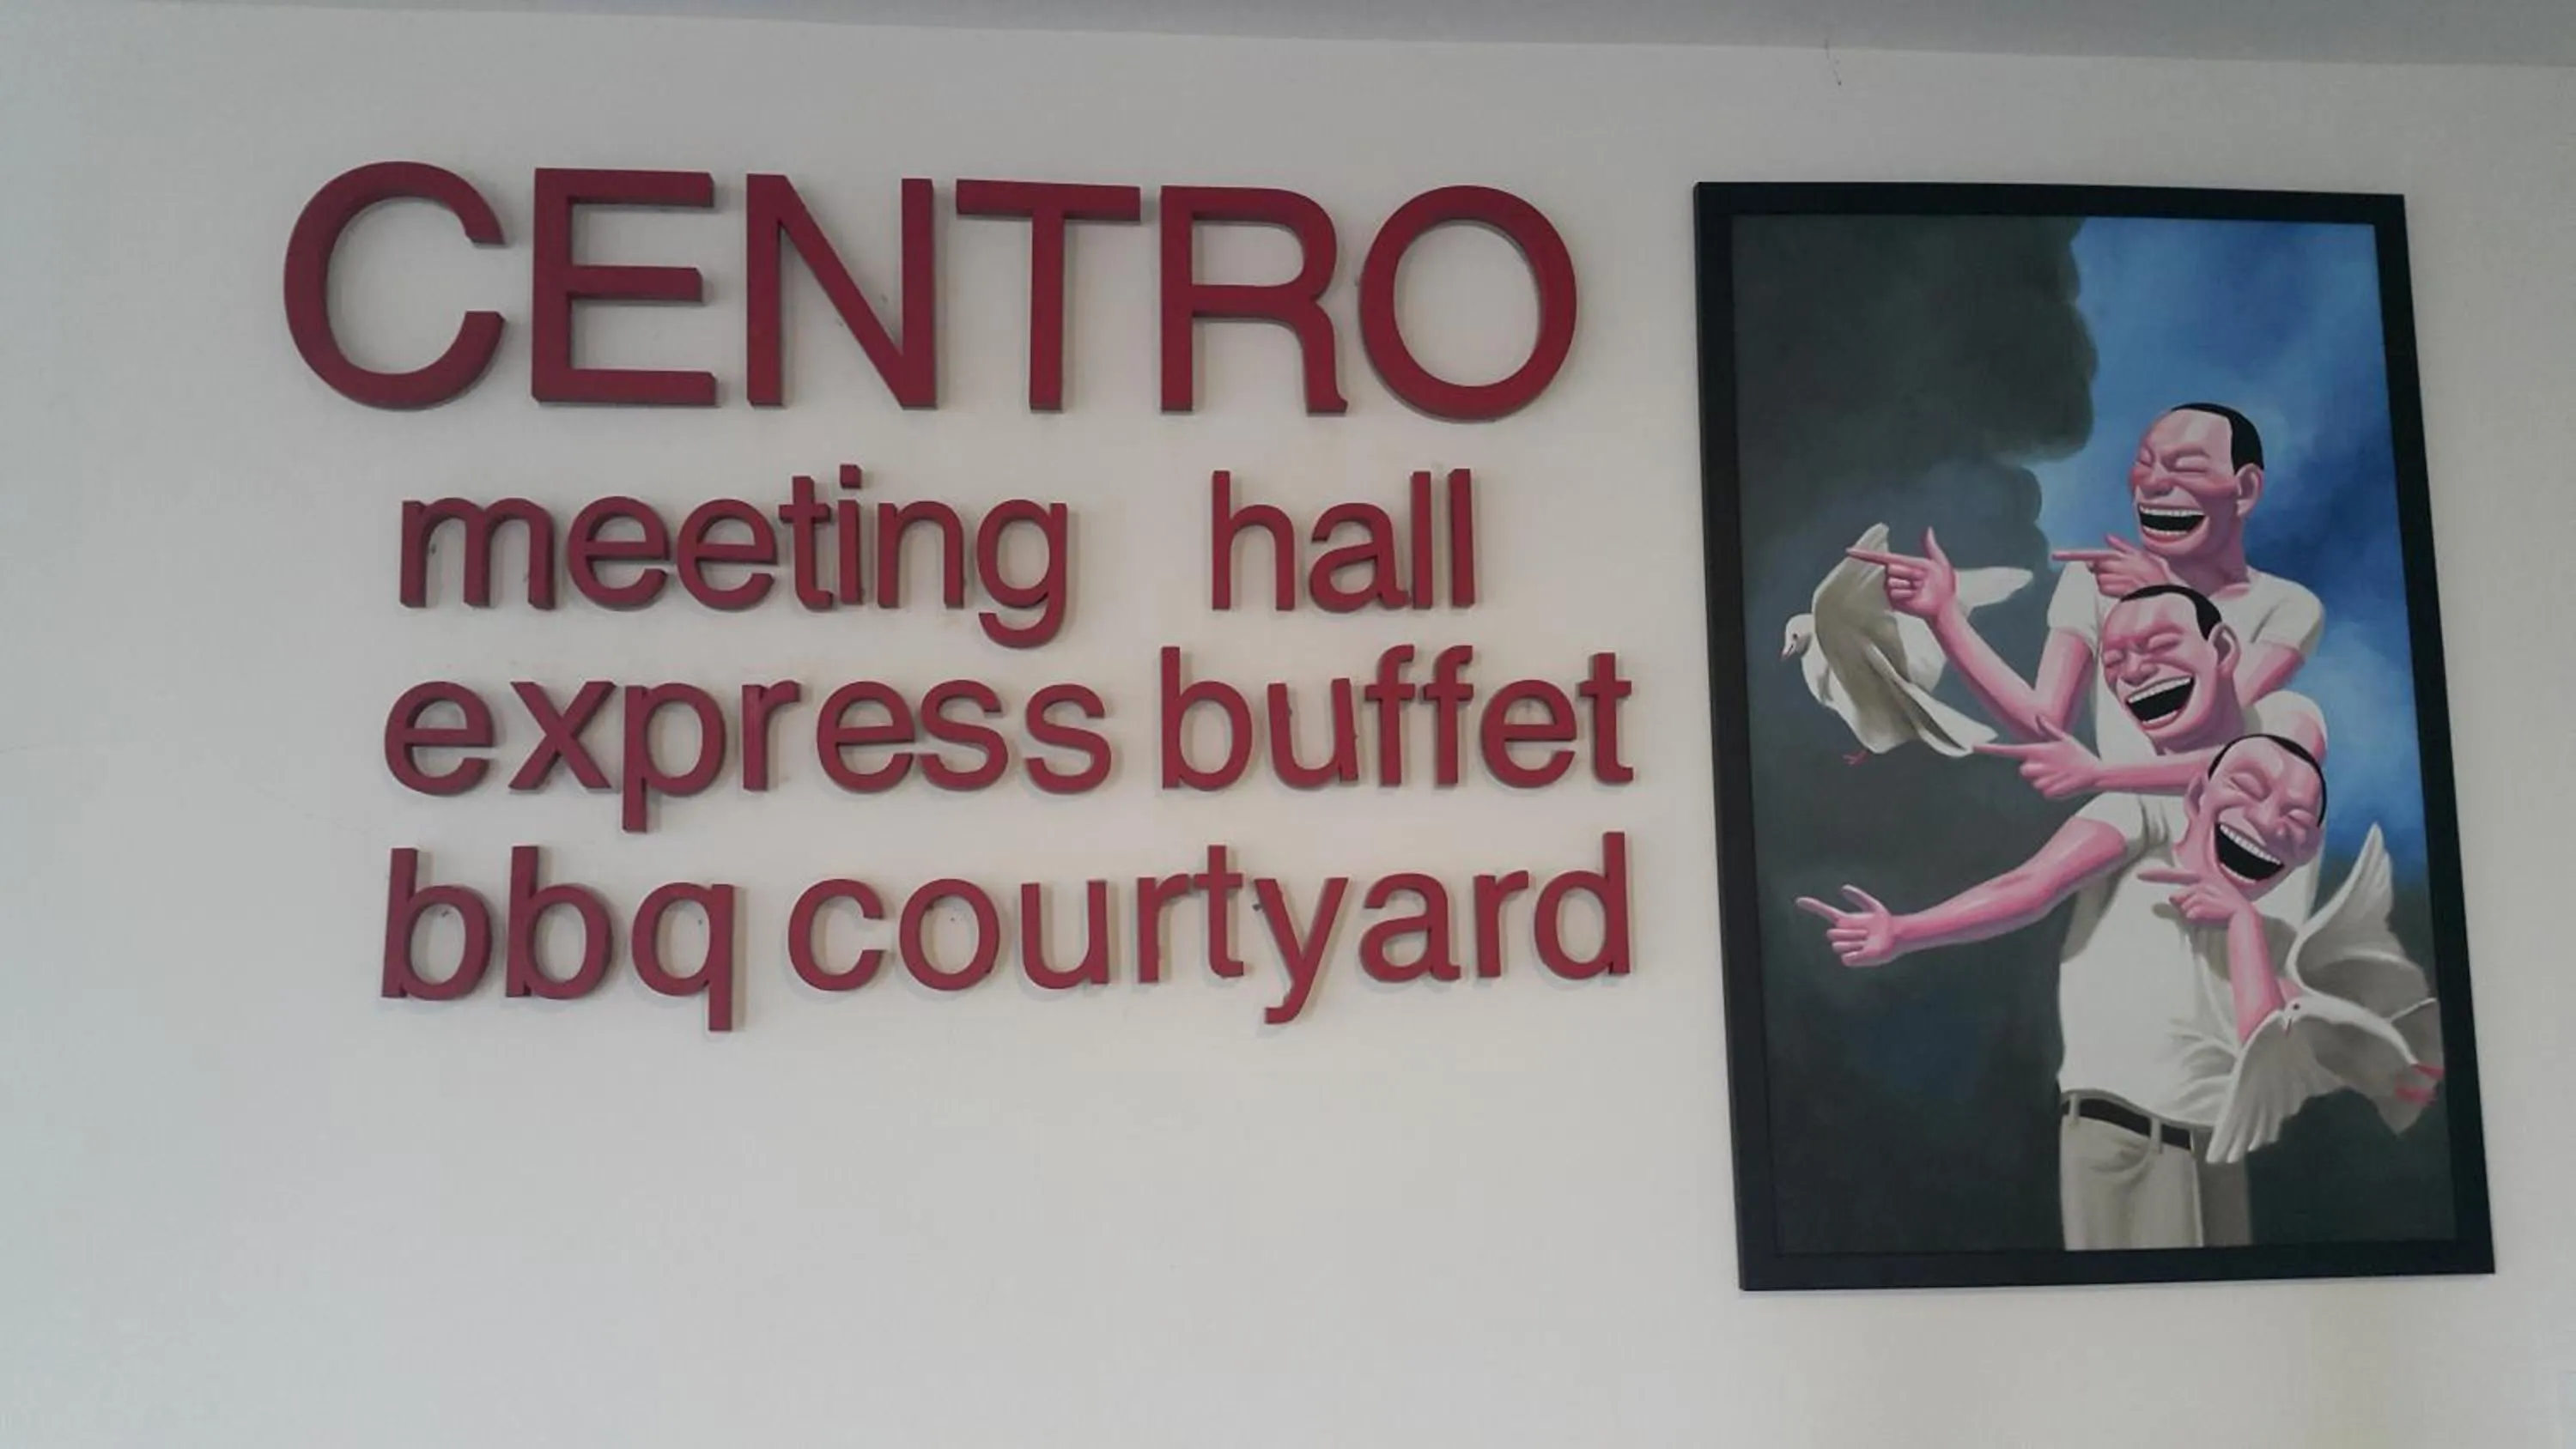 CENTRO
meeting hall
express buffet
bbq courtyard